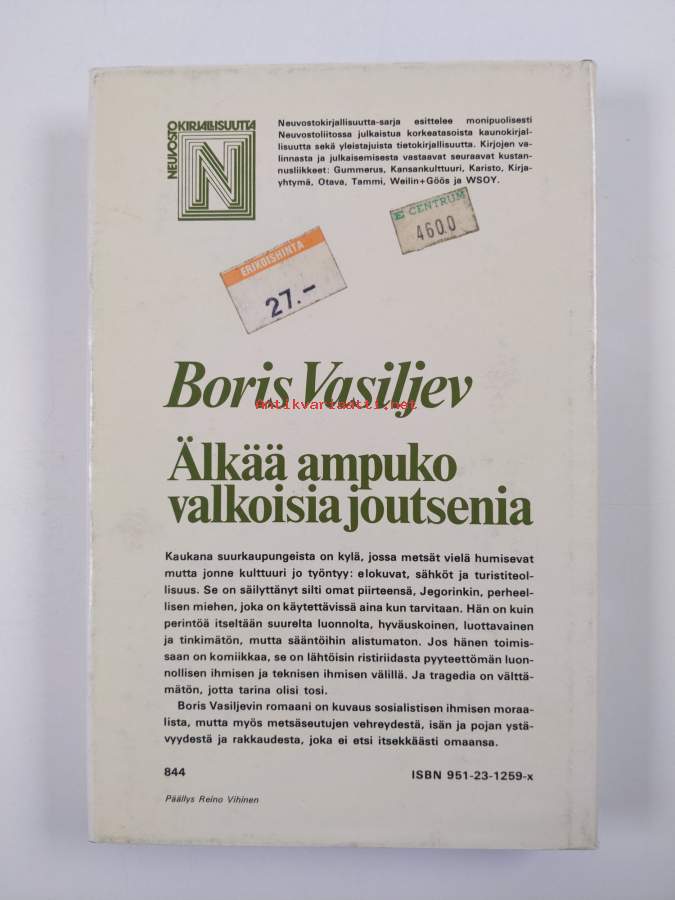 NEUVOSTOKIRJALLISUUTTA
N
Neuvostokirjallisuutta-sarja esittelee monipuolisesti
Neuvostoliitossa julkaistua korkeatasoista kaunokirjal-
lisuutta sekä yleistajuista tietokirjallisuutta. Kirjojen va-
linnasta ja julkaisemisesta vastaavat seuraavat kustan-
nusliikkeet: Gummerus, Kansankulttuuri, Karisto, Kirja-
yhtymä, Otava, Tammi, Weilin+Göös ja WSOY.
E CENTRUM
4600
ERIKOISHINTA
27.-
Boris Vasiljev
Antikvariaatti.net
Älkää ampuko
valkoisia joutsenia
Kaukana suurkaupungeista on kylä, jossa metsät vielä humisevat
mutta jonne kulttuuri jo työntyy: elokuvat, sähköt ja turistiteol-
lisuus. Se on säilyttänyt silti omat piirteensä, Jegorinkin, perheel-
lisen miehen, joka on käytettävissä aina kun tarvitaan. Hän on kuin
perintöä itseltään suurelta luonnolta, hyväuskoinen, luottavainen
ja tinkimätön, mutta sääntöihin alistumaton. Jos hänen toimis-
saan on komiikkaa, se on lähtöisin ristiriidasta pyyteettömän luon-
nollisen ihmisen ja teknisen ihmisen välillä. Ja tragedia on välttä-
mätön, jotta tarina olisi tosi.
Boris Vasiljevin romaani on kuvaus sosialistisen ihmisen moraa-
lista, mutta myös metsäseutujen vehreydestä, isän ja pojan ystä-
vyydestä ja rakkaudesta, joka ei etsi itsekkäästi omaansa.
844
ISBN 951-23-1259-x
Päällys Reino Vihinen